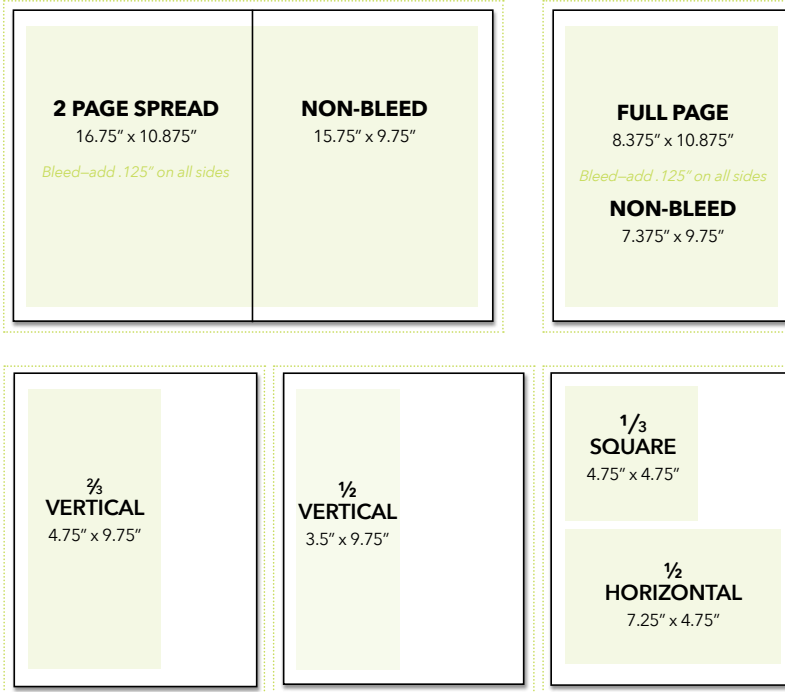 2 PAGE SPREAD
16.75” x 10.875”
Bleed—add .125” on all sides
NON-BLEED
15.75” x 9.75”
FULL PAGE
8.375” x 10.875”
Bleed—add .125” on all sides
NON-BLEED
7.375” x 9.75”
⅔
VERTICAL
4.75” x 9.75”
½
VERTICAL
3.5” x 9.75”
1/3
SQUARE
4.75” x 4.75”
½
HORIZONTAL
7.25” x 4.75”